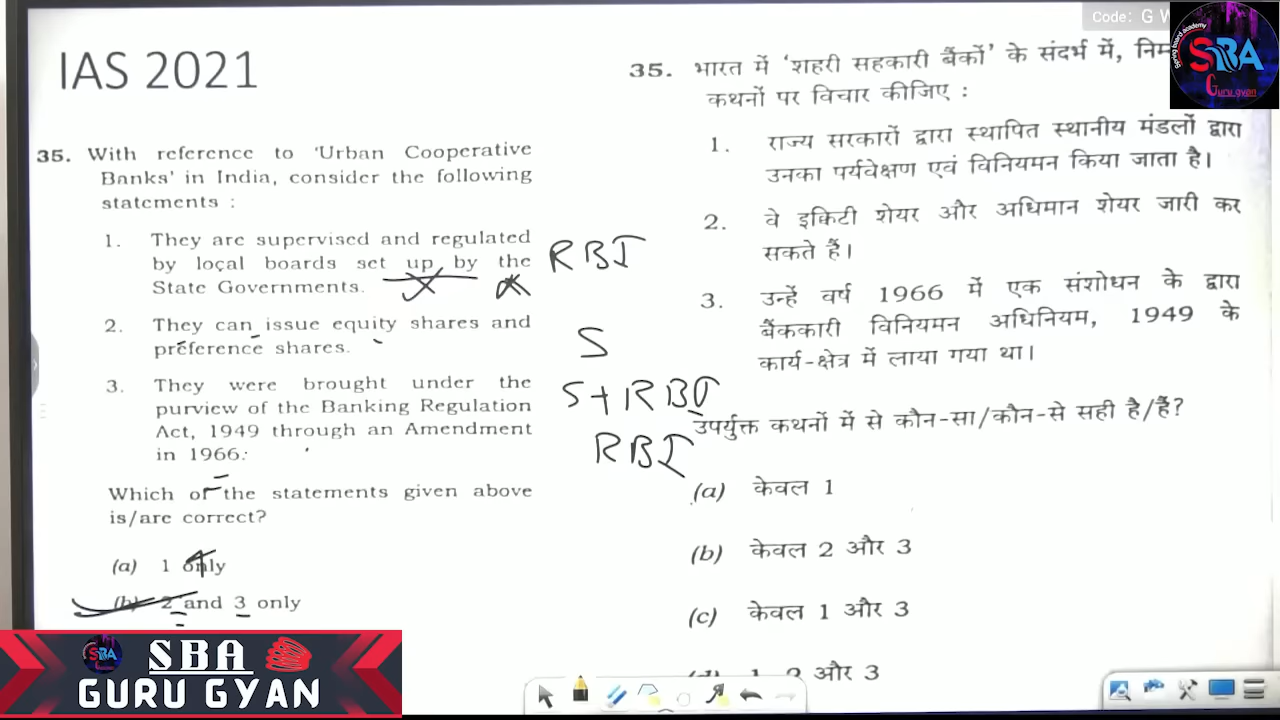 Code: G W
IAS 2021
35. With reference to 'Urban Cooperative
Banks' in India, consider the following
statements :
1. They are supervised and regulated
by local boards set up by the
State Governments.
2. They can issue equity shares and
preference shares.
3. They were brought under the
purview of the Banking Regulation
Act, 1949 through an Amendment
in 1966.
Which of the statements given above
is/are correct?
(a) 1 only
(b) 2 and 3 only
RBI
S
S+RBI
RBI
35. भारत में 'शहरी सहकारी बैंकों' के संदर्भ में,
कथनों पर विचार कीजिए :
1. राज्य सरकारों द्वारा स्थापित स्थानीय मंडलों द्वारा
उनका पर्यवेक्षण एवं विनियमन किया जाता है।
2. वे इक्विटी शेयर और अधिमान शेयर जारी कर
सकते हैं।
3. उन्हें वर्ष 1966 में एक संशोधन के द्वारा
बैंककारी विनियमन अधिनियम, 1949 के
कार्य-क्षेत्र में लाया गया था।
उपर्युक्त कथनों में से कौन-सा/कौन-से सही है/हैं?
(a) केवल 1
(b) केवल 2 और 3
(c) केवल 1 और 3
(d) 1, 2 और 3
SBA
Guru gyan
SBA
GURU GYAN